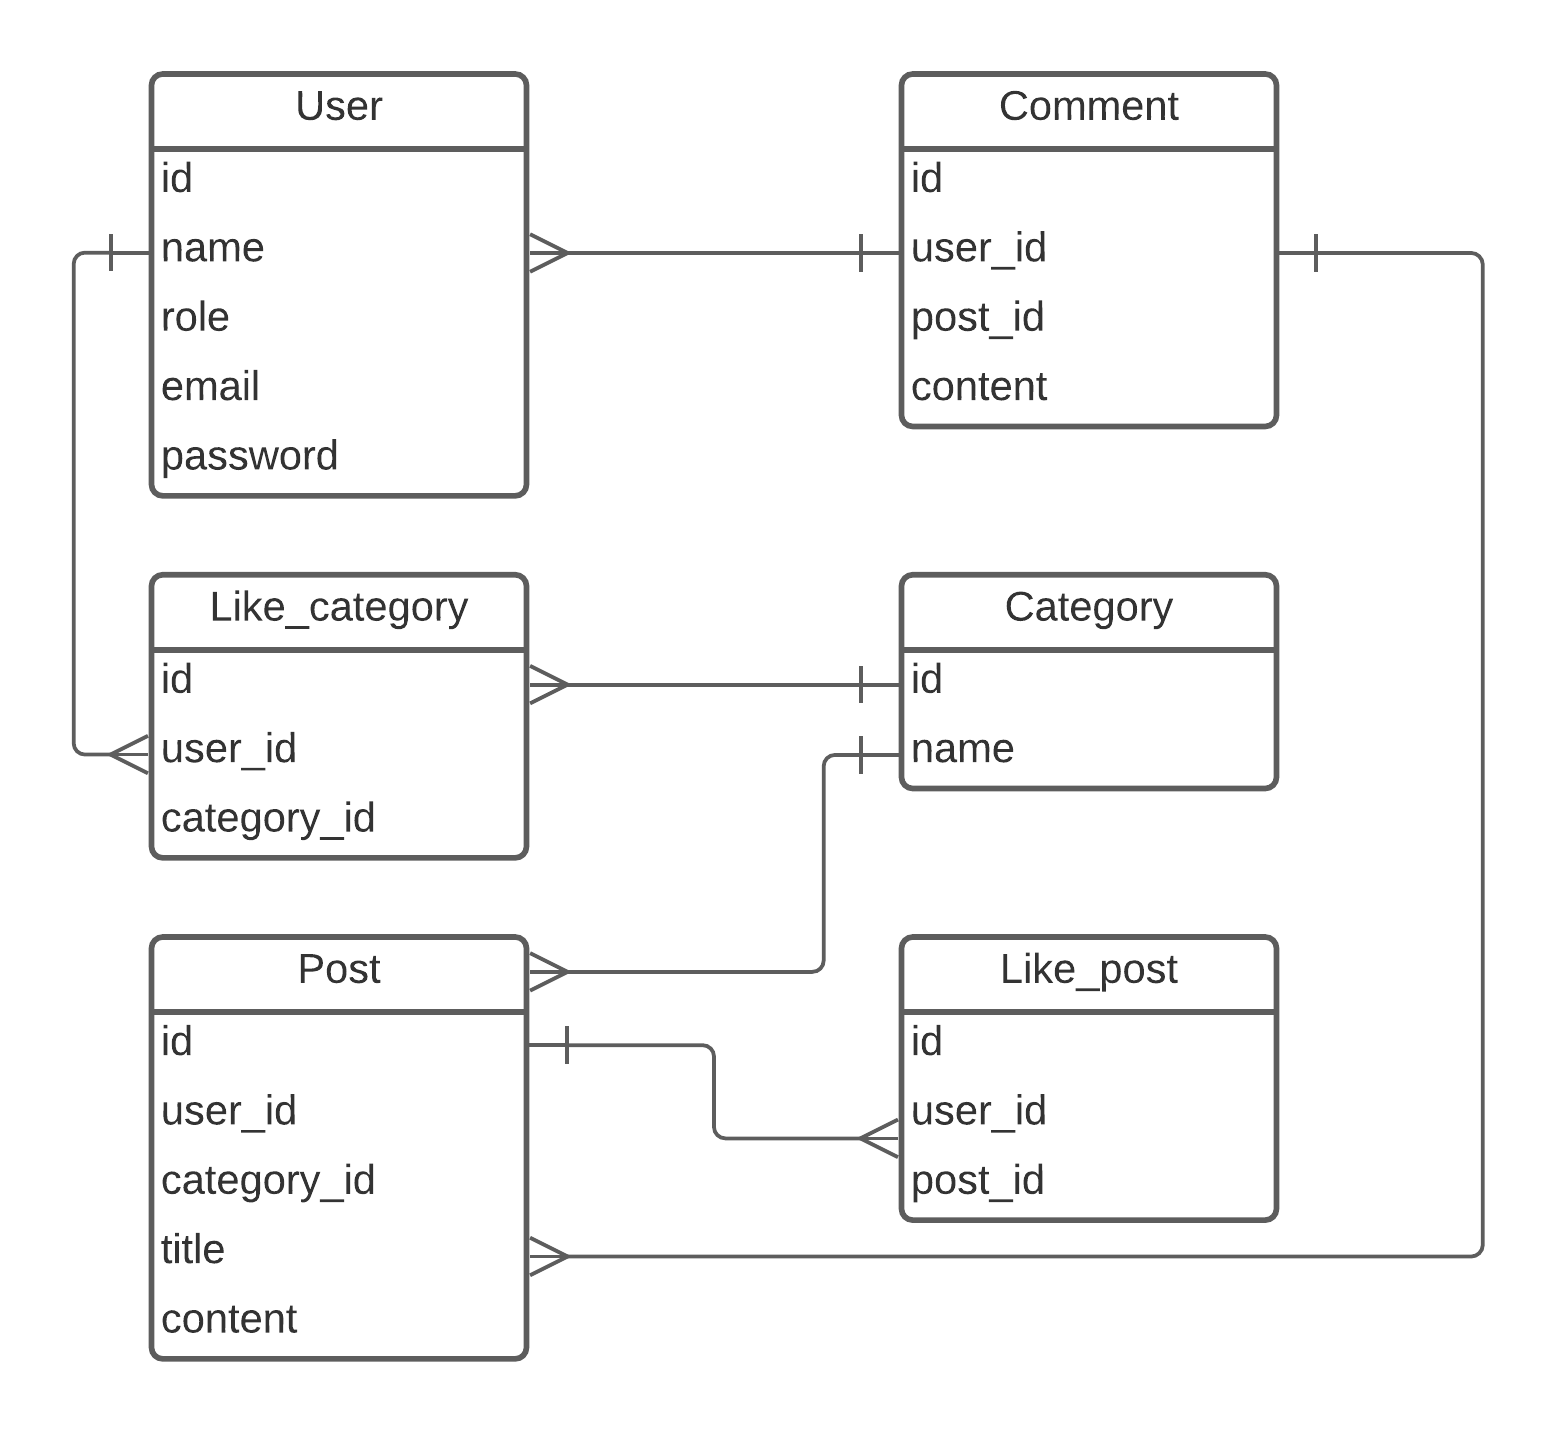 User
id
name
role
email
password
Comment
id
user_id
post_id
content
Like_category
id
user_id
category_id
Category
id
name
Post
id
user_id
category_id
title
content
Like_post
id
user_id
post_id